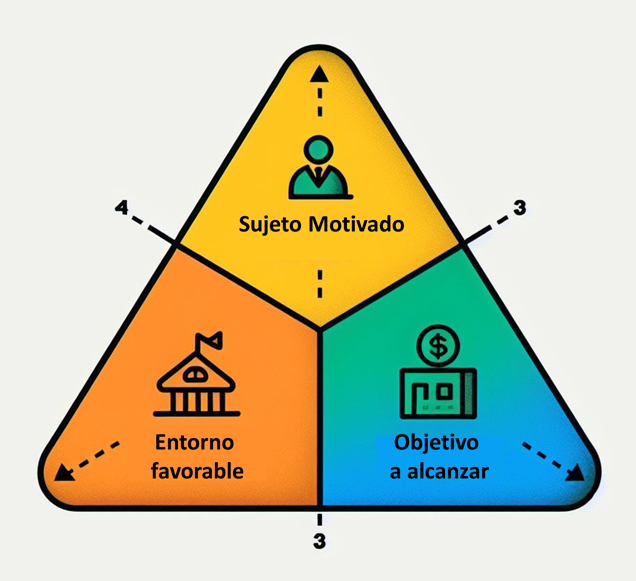 Sujeto Motivado
4
3
$
Entorno
favorable
Objetivo
a alcanzar
3